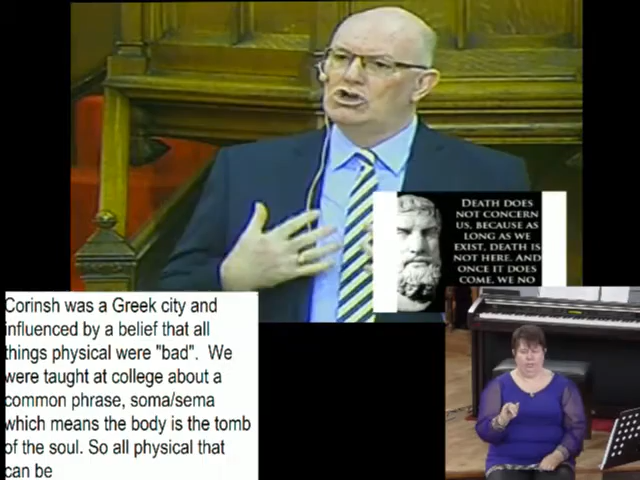 DEATH DOES
NOT CONCERN
US, BECAUSE AS
LONG AS WE
EXIST, DEATH IS
NOT HERE. AND
ONCE IT DOES
COME, WE NO
Corinsh was a Greek city and
influenced by a belief that all
things physical were "bad". We
were taught at college about a
common phrase, soma/sema
which means the body is the tomb
of the soul. So all physical that
can be